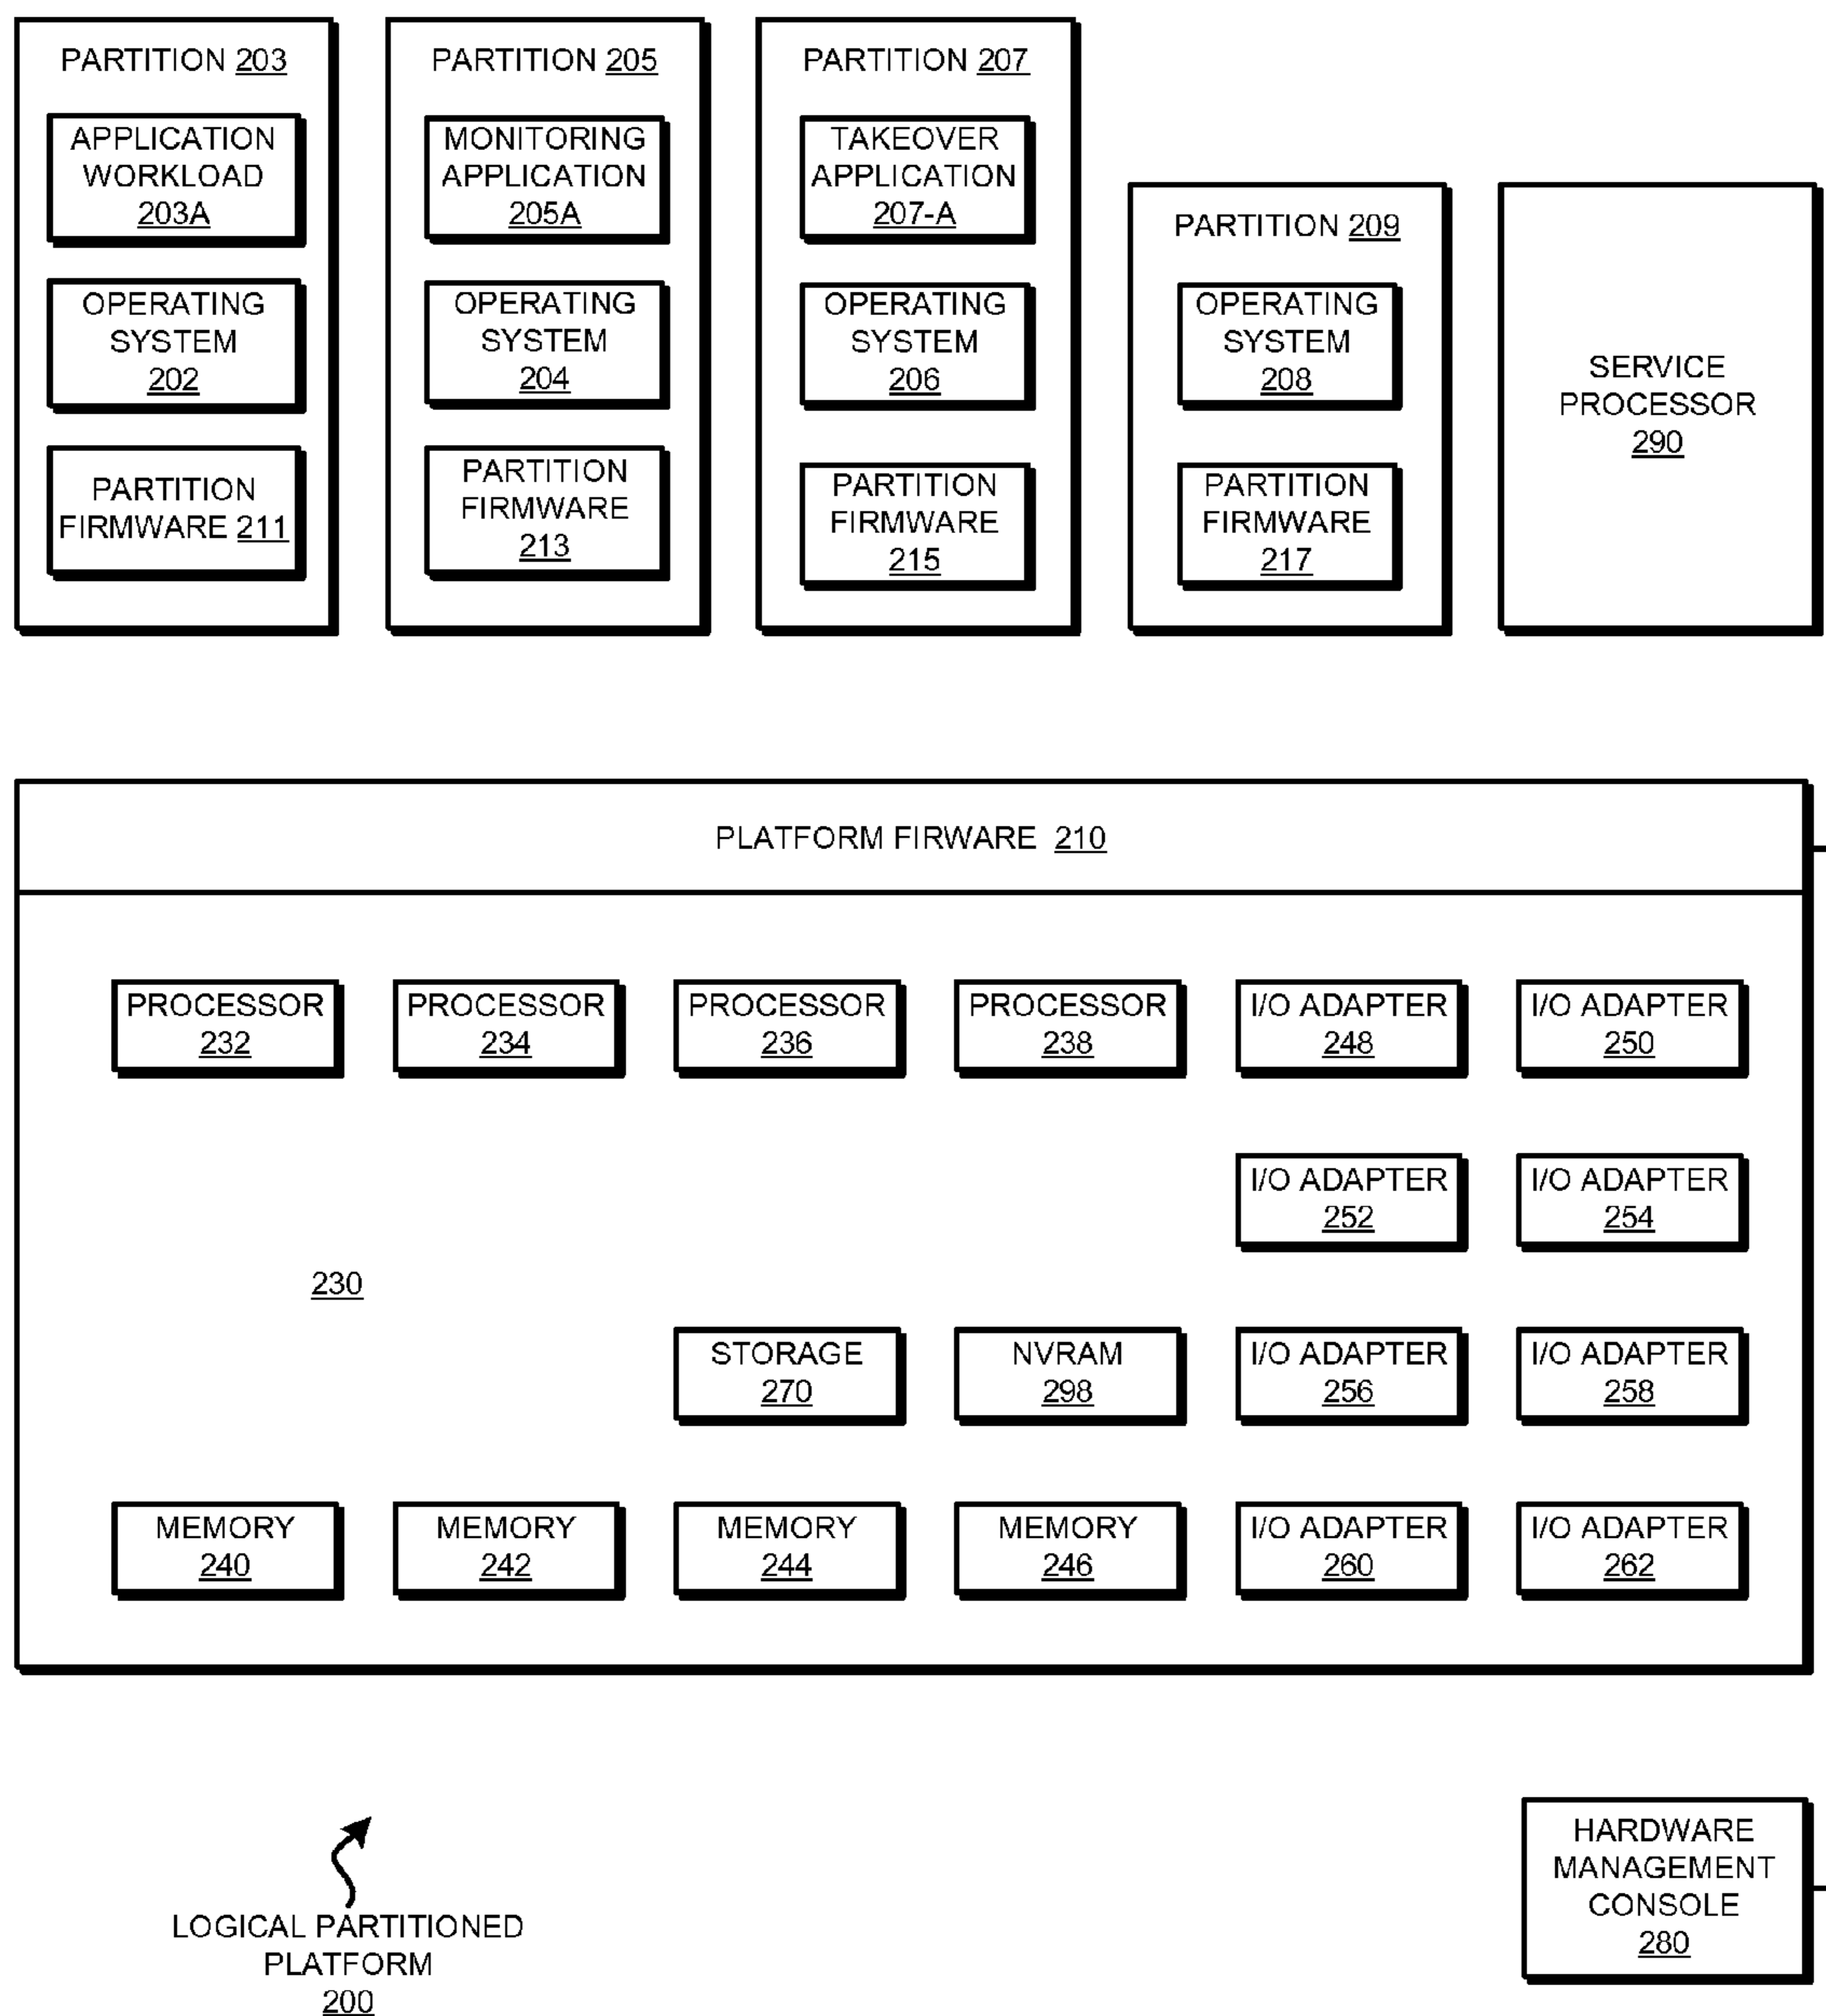 PARTITION 203
APPLICATION
WORKLOAD
203A
OPERATING
SYSTEM
202
PARTITION
FIRMWARE 211
PARTITION 205
MONITORING
APPLICATION
205A
OPERATING
SYSTEM
204
PARTITION
FIRMWARE
213
PARTITION 207
TAKEOVER
APPLICATION
207-A
OPERATING
SYSTEM
206
PARTITION
FIRMWARE
215
PARTITION 209
OPERATING
SYSTEM
208
PARTITION
FIRMWARE
217
SERVICE
PROCESSOR
290
PLATFORM FIRWARE 210
PROCESSOR
232
PROCESSOR
234
PROCESSOR
236
PROCESSOR
238
I/O ADAPTER
248
I/O ADAPTER
250
I/O ADAPTER
252
I/O ADAPTER
254
230
STORAGE
270
NVRAM
298
I/O ADAPTER
256
I/O ADAPTER
258
MEMORY
240
MEMORY
242
MEMORY
244
MEMORY
246
I/O ADAPTER
260
I/O ADAPTER
262
LOGICAL PARTITIONED
PLATFORM
200
HARDWARE
MANAGEMENT
CONSOLE
280